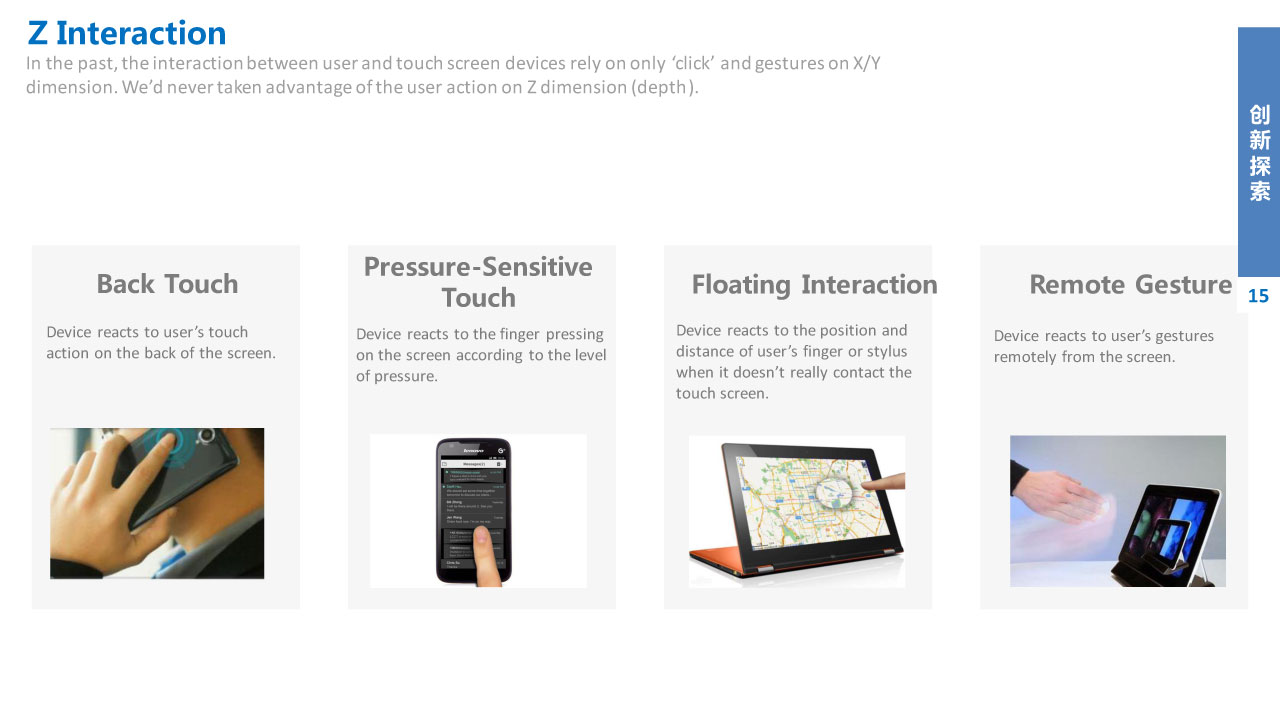 Z Interaction
In the past, the interaction between user and touch screen devices rely on only ‘click’ and gestures on X/Y
dimension. We’d never taken advantage of the user action on Z dimension (depth).
创新探索
15
Back Touch
Device reacts to user’s touch
action on the back of the screen.
Pressure-Sensitive
Touch
Device reacts to the finger pressing
on the screen according to the level
of pressure.
lenovo
Messages(7)
Floating Interaction
Device reacts to the position and
distance of user’s finger or stylus
when it doesn’t really contact the
touch screen.
Remote Gesture
Device reacts to user’s gestures
remotely from the screen.